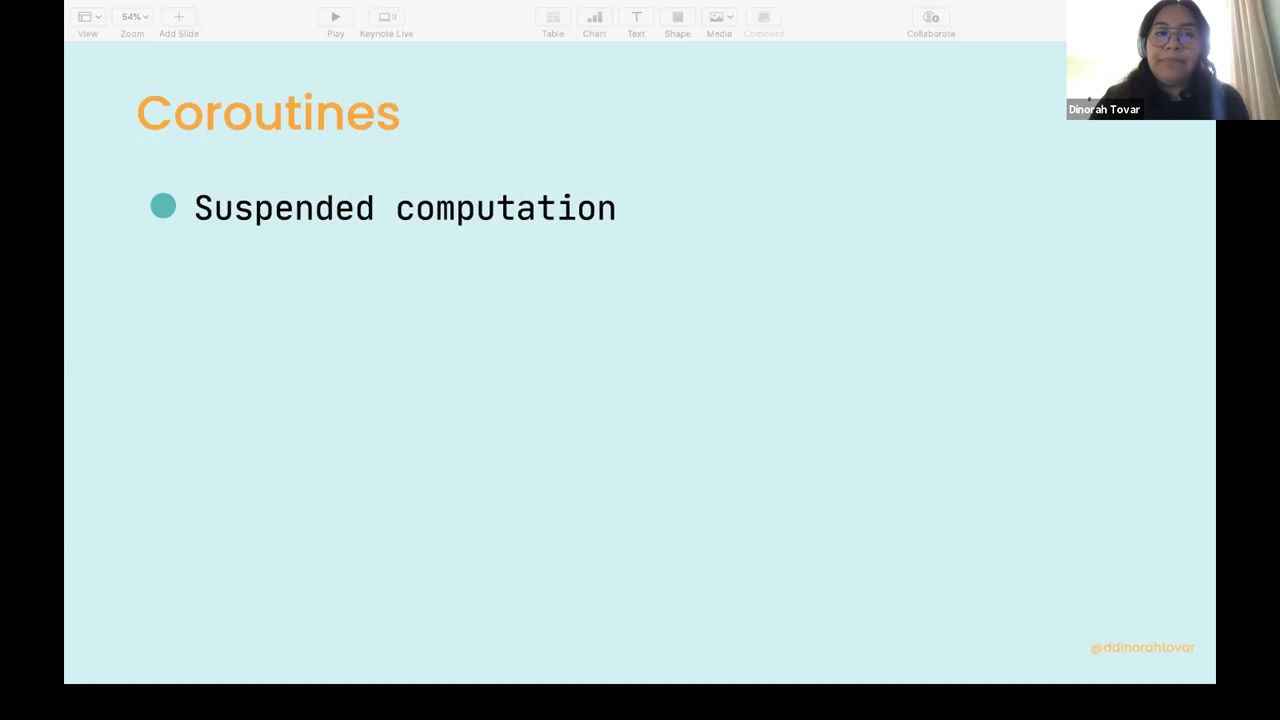 54%
View
Zoom
Add Slide
Play
Keynote Live
Table
Chart
Text
Shape
Media
Comment
Collaborate
Dinorah Tovar
Coroutines
Suspended computation
@ddinorahtovar